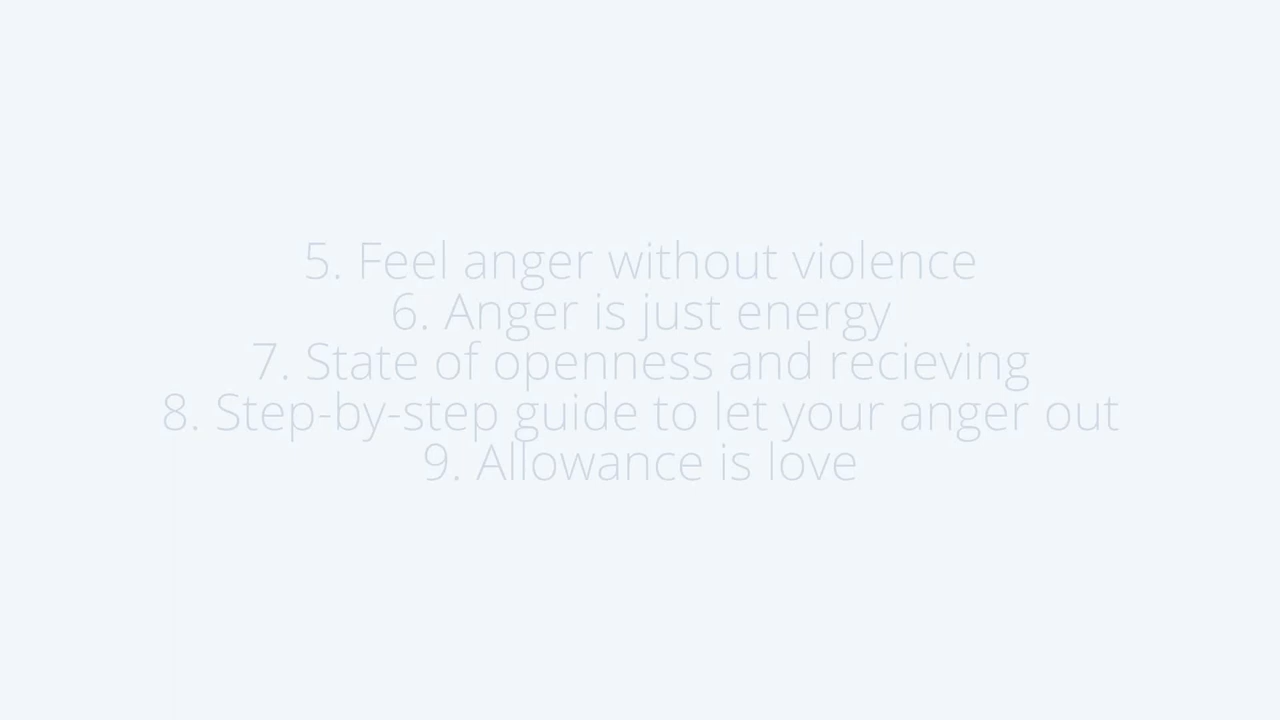 5. Feel anger without violence
6. Anger is just energy
7. State of openness and recieving
8. Step-by-step guide to let your anger out
9. Allowance is love